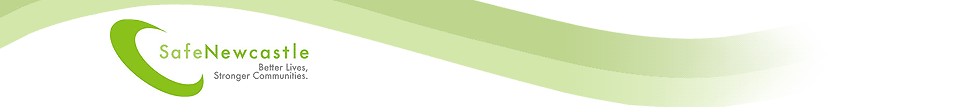 SafeNewcastle
Better Lives,
Stronger Communities.